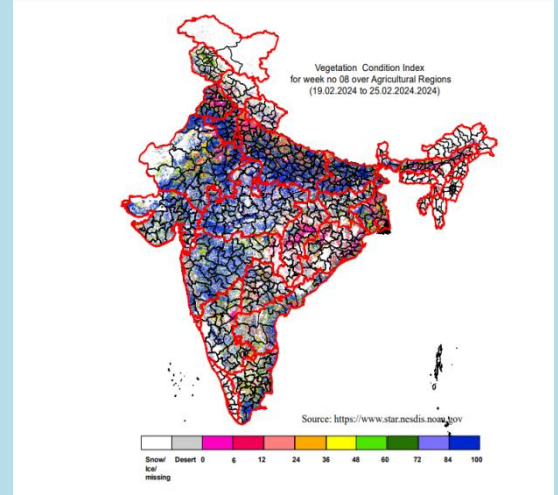 Vegetation Condition Index
for week no 08 over Agricultural Regions
(19.02.2024 to 25.02.2024.2024)
Source: https://www.star.nesdis.noaa.gov
Snow/ Desert 0 6 12 24 36 48 60 72 84 100
Ice/
missing